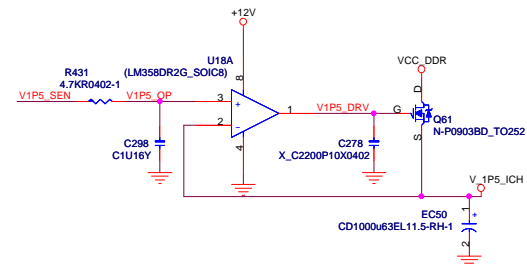 +12V
U18A
(LM358DR2G_SOIC8)
VCC_DDR
R431
4.7KR0402-1
V1P5_SEN
V1P5_OP
8
3
+
2
-
1
4
V1P5_DRV
D
G
S
Q61
N-P0903BD_TO252
C298
C1U16Y
C278
X_C2200P10X0402
V_1P5_ICH
EC50
CD1000u63EL11.5-RH-1
1
+
2